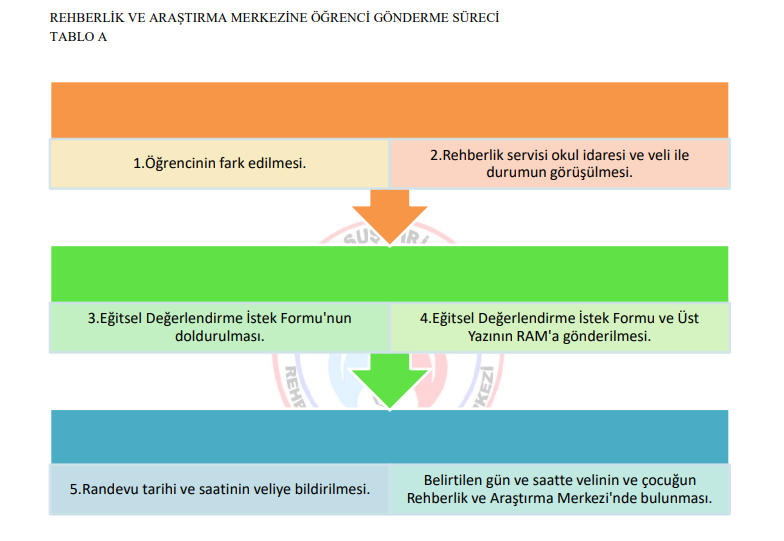 REHBERLİK VE ARAŞTIRMA MERKEZİNE ÖĞRENCİ GÖNDERME SÜRECİ
TABLO A
1.Öğrencinin fark edilmesi.
2.Rehberlik servisi okul idaresi ve veli ile
durumun görüşülmesi.
3.Eğitsel Değerlendirme İstek Formu'nun
doldurulması.
4.Eğitsel Değerlendirme İstek Formu ve Üst
Yazının RAM'a gönderilmesi.
5.Randevu tarihi ve saatinin veliye bildirilmesi.
Belirtilen gün ve saatte velinin ve çocuğun
Rehberlik ve Araştırma Merkezi'nde bulunması.